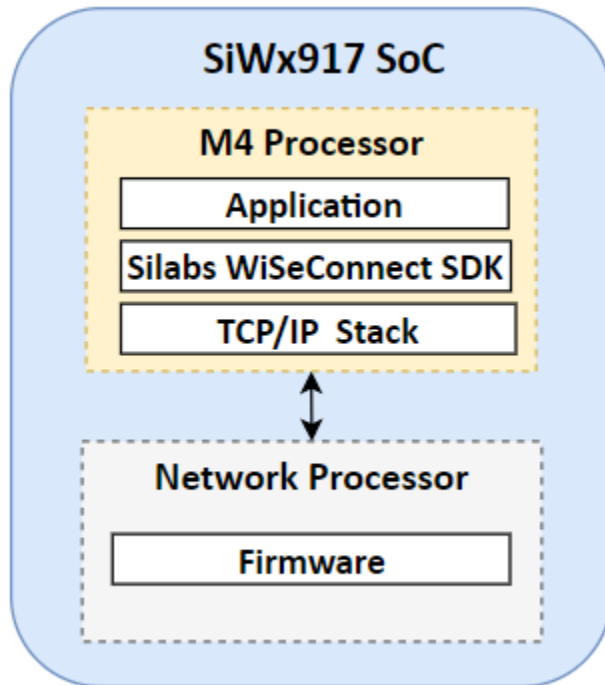 SiWx917 SoC
M4 Processor
Application
Silabs WiSeConnect SDK
TCP/IP Stack
Network Processor
Firmware